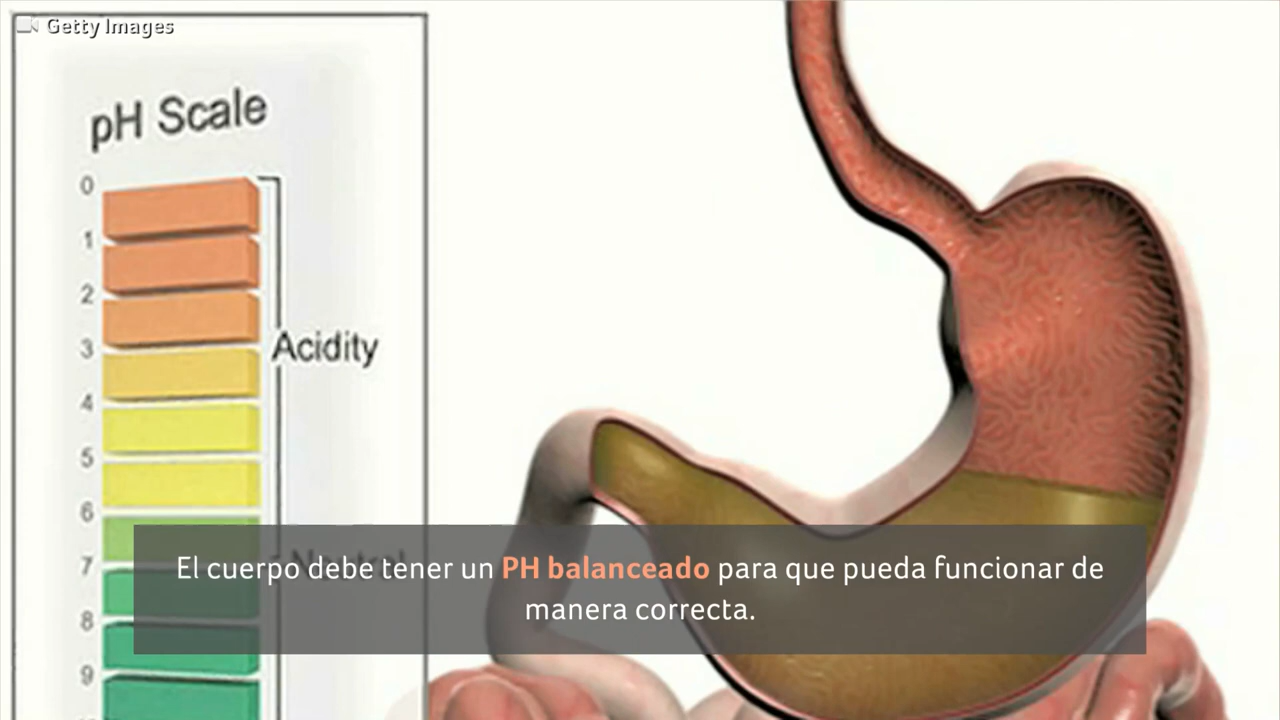 Getty Images
pH Scale
0
1
2
3
Acidity
4
5
6
Neutral
7
8
9
El cuerpo debe tener un PH balanceado para que pueda funcionar de
manera correcta.